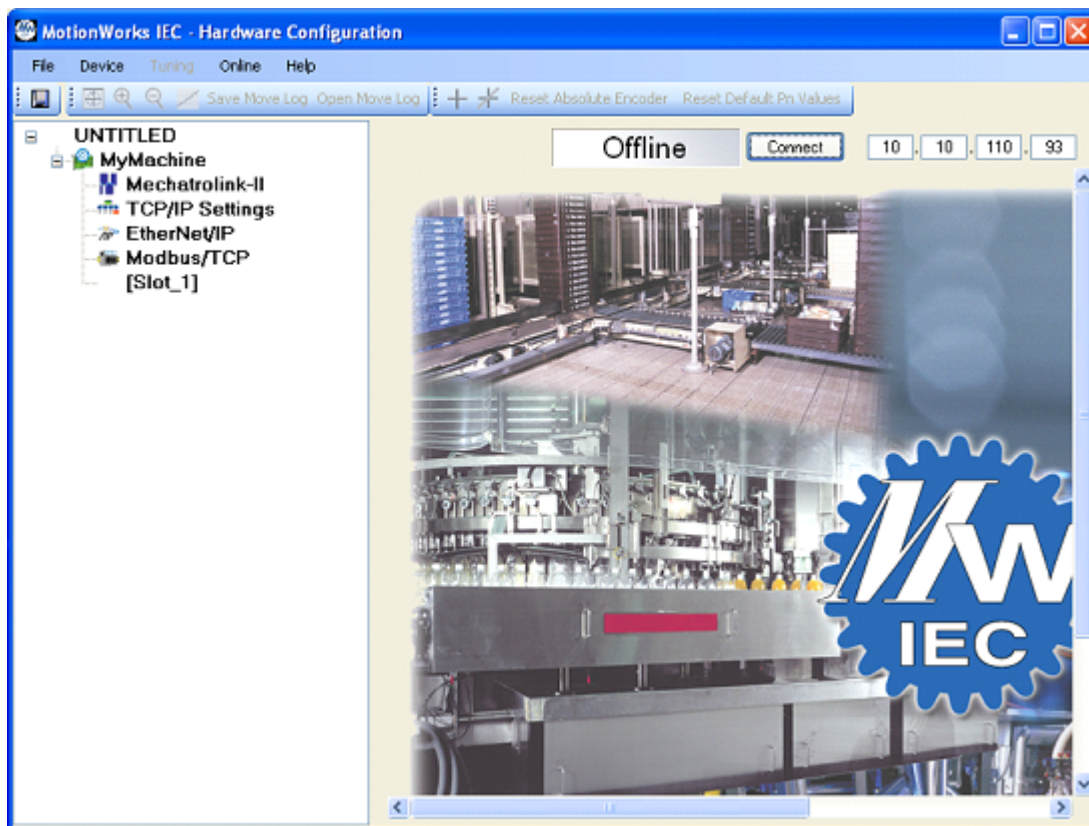 MotionWorks IEC - Hardware Configuration
File Device Tuning Online Help
Save Move Log Open Move Log Reset Absolute Encoder Reset Default Pn Values
UNTITLED
MyMachine
Mechatrolink-II
TCP/IP Settings
EtherNet/IP
Modbus/TCP
[Slot_1]
Offline Connect 10 . 10 . 110 . 93
MW
IEC